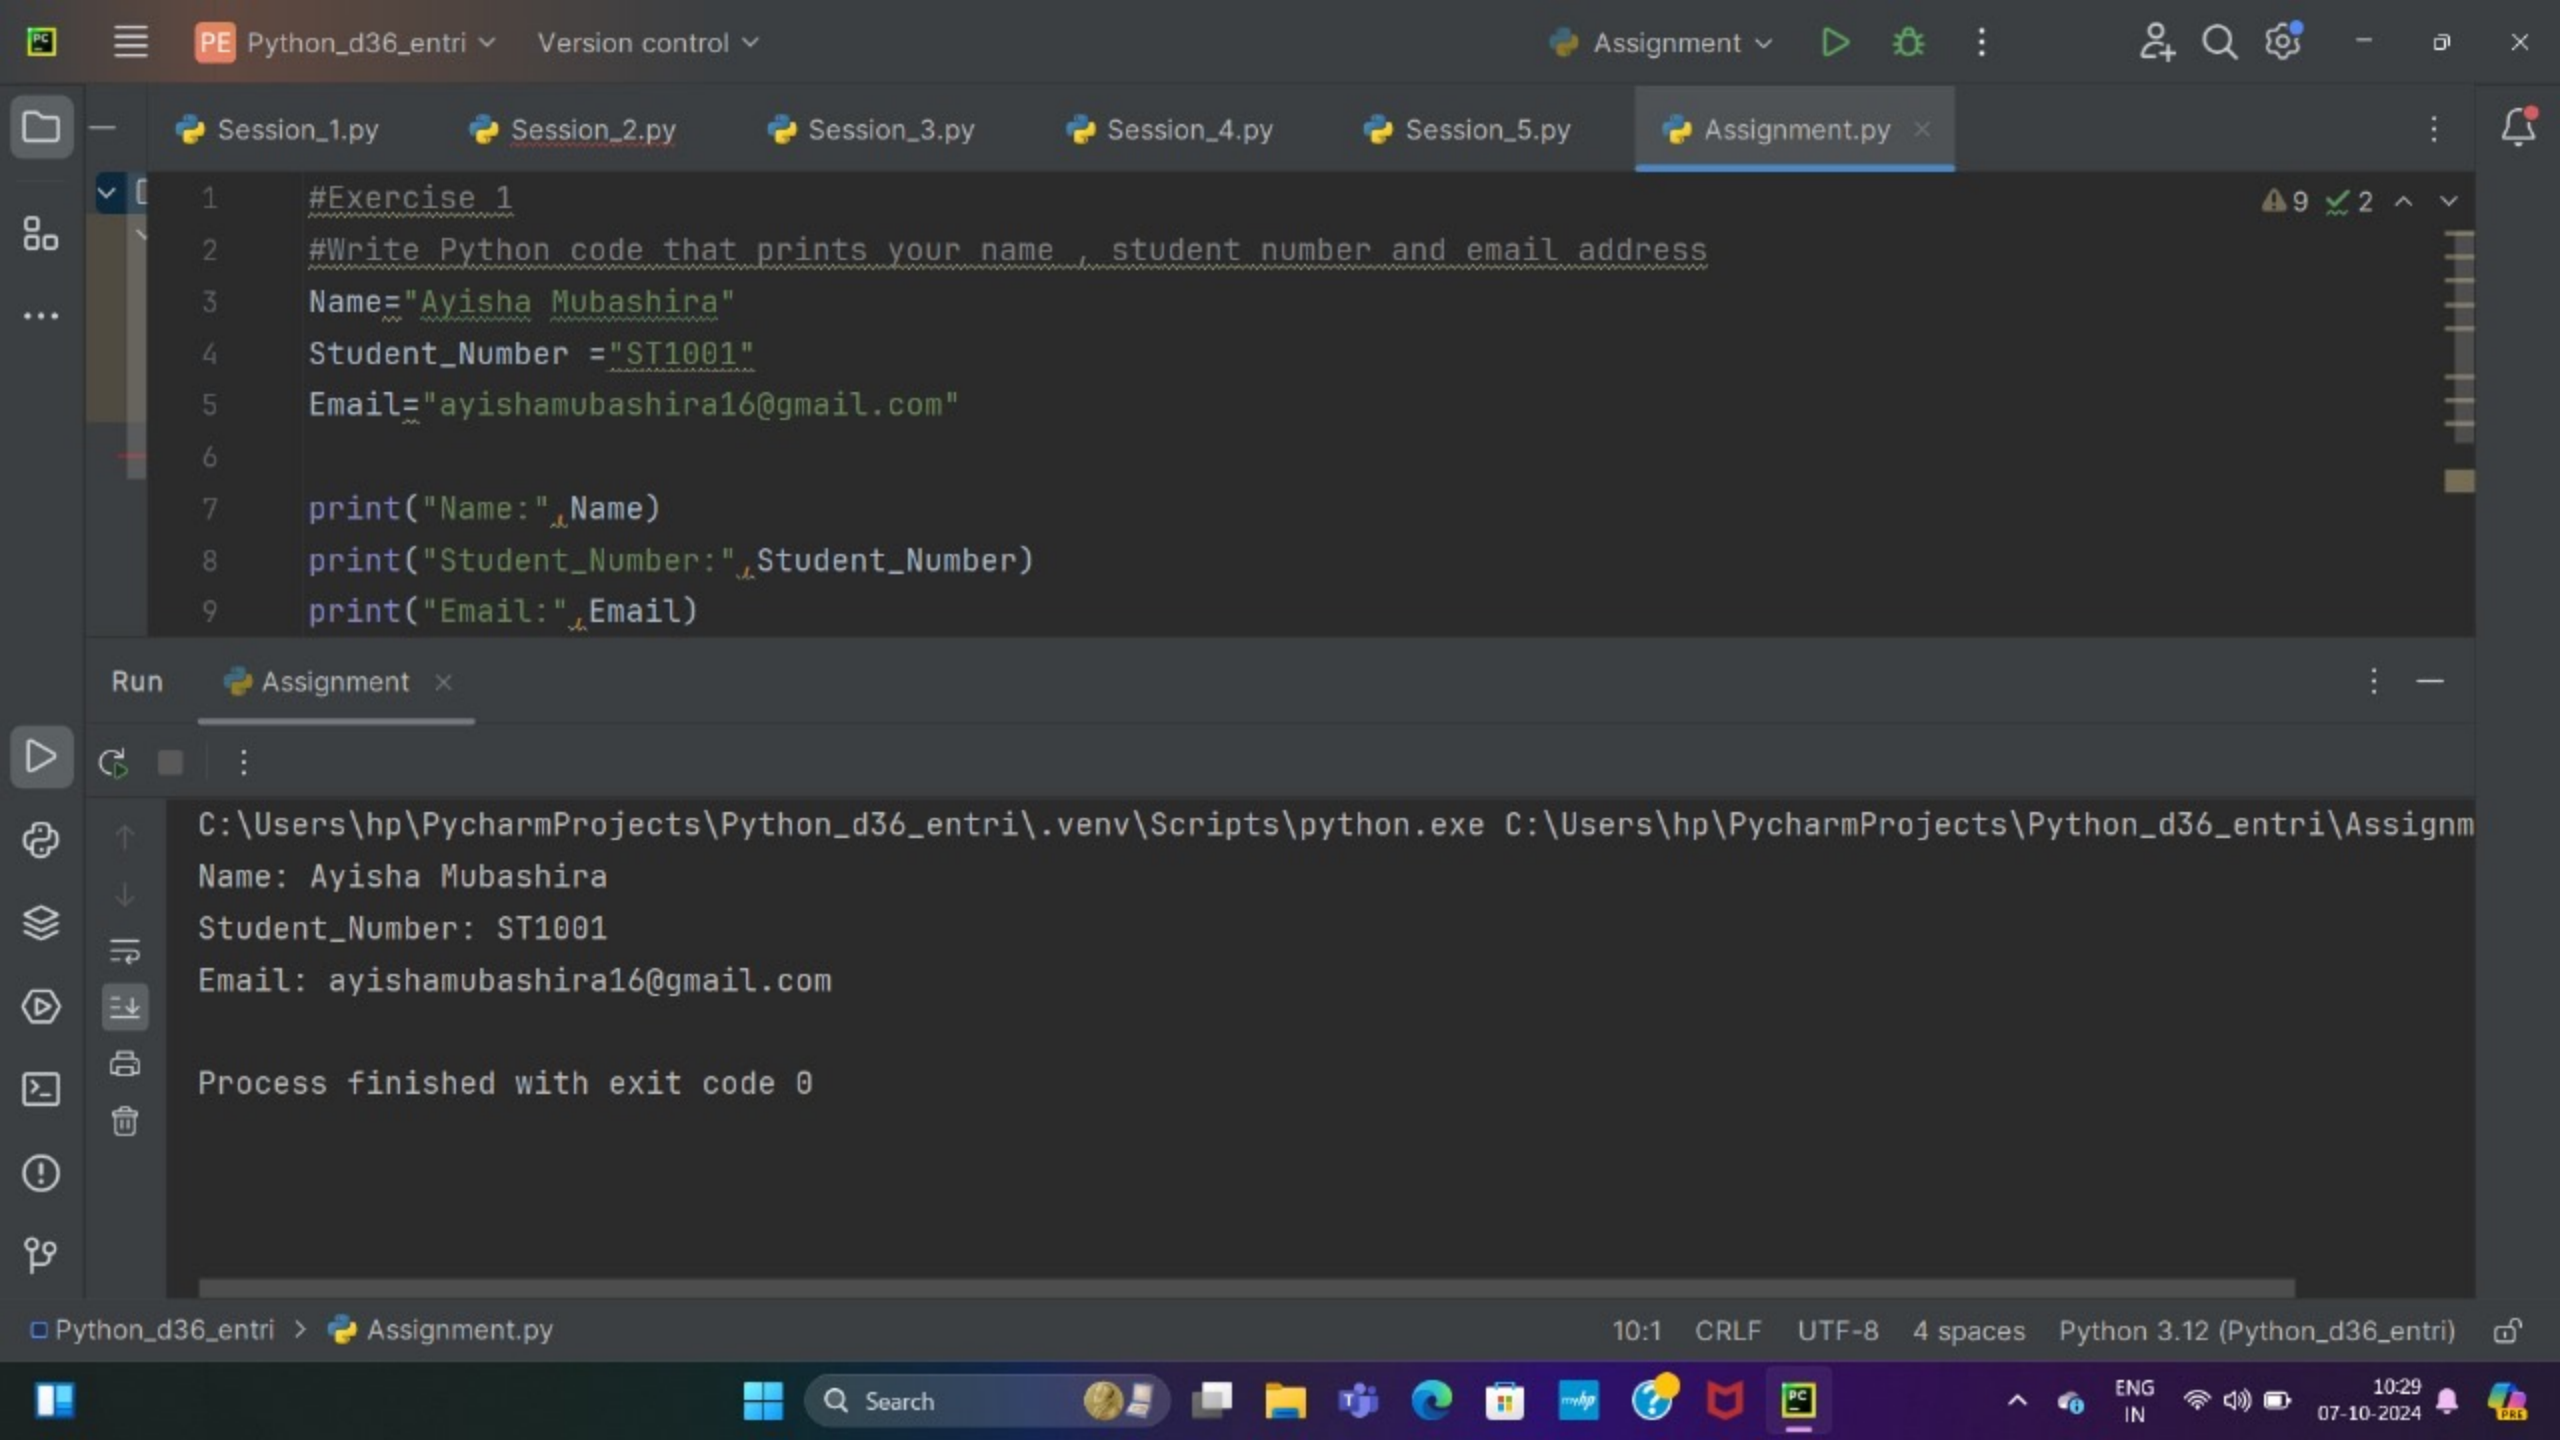 PC PE Python_d36_entri Version control Assignment
Session_1.py Session_2.py Session_3.py Session_4.py Session_5.py Assignment.py
1 #Exercise 1 9 2
2 #Write Python code that prints your name , student number and email address
3 Name="Ayisha Mubashira"
4 Student_Number ="ST1001"
5 Email="ayishamubashira16@gmail.com"
6
7 print("Name:",Name)
8 print("Student_Number:",Student_Number)
9 print("Email:",Email)
Run Assignment
C:\Users\hp\PycharmProjects\Python_d36_entri\.venv\Scripts\python.exe C:\Users\hp\PycharmProjects\Python_d36_entri\Assignm
Name: Ayisha Mubashira
Student_Number: ST1001
Email: ayishamubashira16@gmail.com
Process finished with exit code 0
Python_d36_entri > Assignment.py 10:1 CRLF UTF-8 4 spaces Python 3.12 (Python_d36_entri)
Search myhp PC ENG 10:29
IN 07-10-2024 PRE